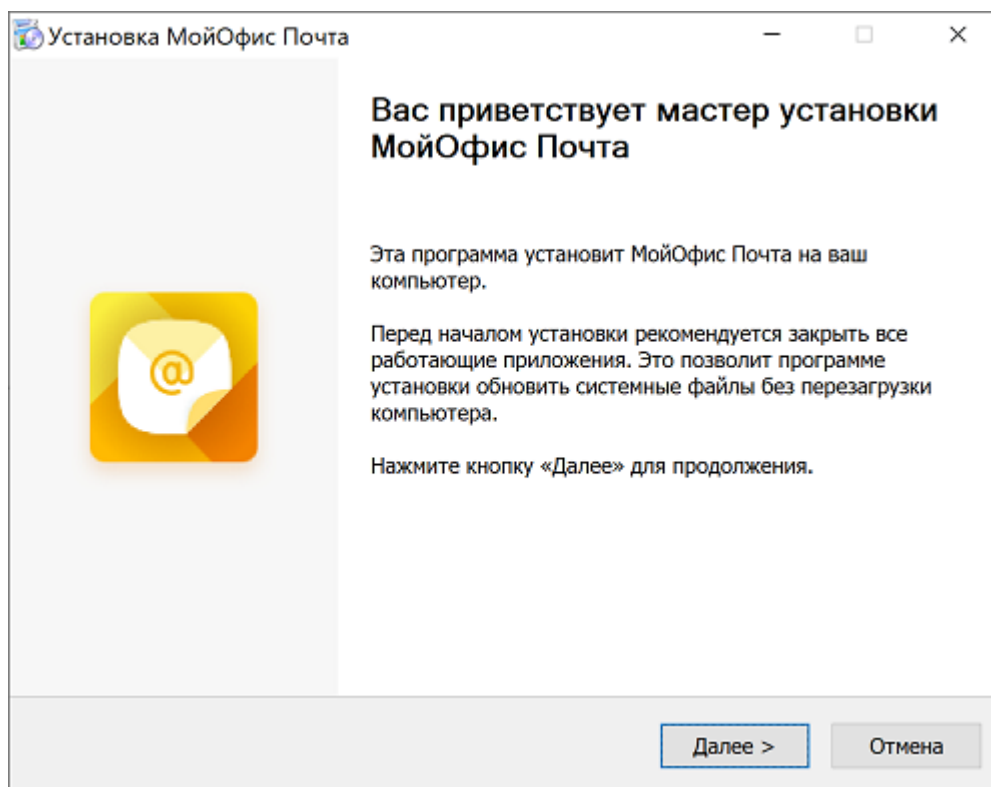 Установка МойОфис Почта
Вас приветствует мастер установки
МойОфис Почта
Эта программа установит МойОфис Почта на ваш
компьютер.
Перед началом установки рекомендуется закрыть все
работающие приложения. Это позволит программе
установки обновить системные файлы без перезагрузки
компьютера.
Нажмите кнопку «Далее» для продолжения.
@
Далее >
Отмена